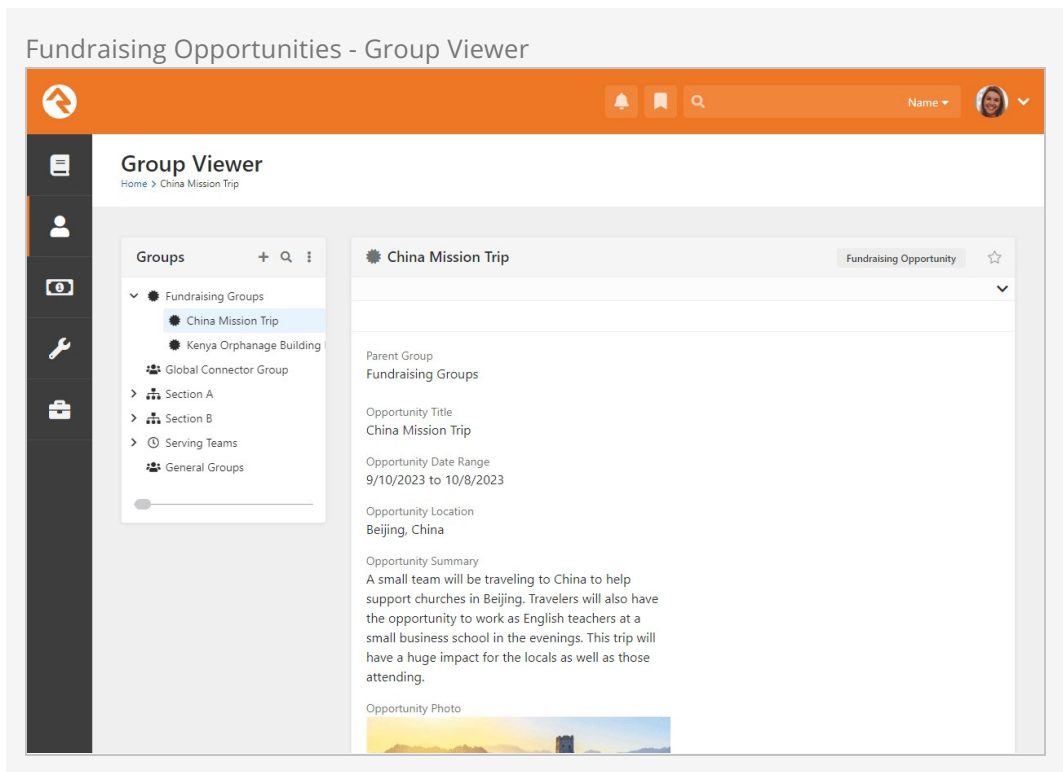 Fundraising Opportunities - Group Viewer
Name
Group Viewer
Home > China Mission Trip
Groups
Fundraising Groups
China Mission Trip
Kenya Orphanage Building
Global Connector Group
Section A
Section B
Serving Teams
General Groups
China Mission Trip
Fundraising Opportunity
Parent Group
Fundraising Groups
Opportunity Title
China Mission Trip
Opportunity Date Range
9/10/2023 to 10/8/2023
Opportunity Location
Beijing, China
Opportunity Summary
A small team will be traveling to China to help
support churches in Beijing. Travelers will also have
the opportunity to work as English teachers at a
small business school in the evenings. This trip will
have a huge impact for the locals as well as those
attending.
Opportunity Photo